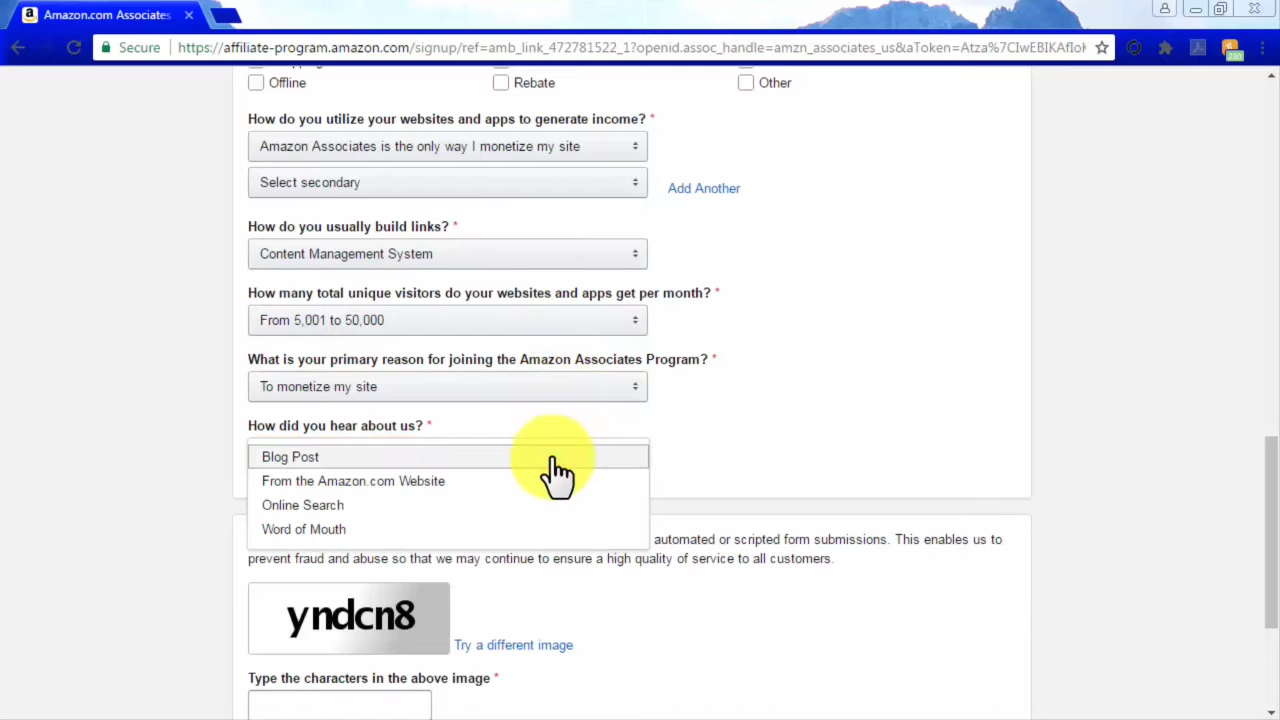 Amazon.com Associates
Secure
https://affiliate-program.amazon.com/signup/ref=amb_link_472781522_1?openid.assoc_handle=amzn_associates_us&aToken=Atza%7CIwEBIKAfIoK
Offline
Rebate
Other
How do you utilize your websites and apps to generate income? *
Amazon Associates is the only way I monetize my site
Select secondary
Add Another
How do you usually build links? *
Content Management System
How many total unique visitors do your websites and apps get per month? *
From 5,001 to 50,000
What is your primary reason for joining the Amazon Associates Program? *
To monetize my site
How did you hear about us? *
Blog Post
From the Amazon.com Website
Online Search
Word of Mouth
automated or scripted form submissions. This enables us to
prevent fraud and abuse so that we may continue to ensure a high quality of service to all customers.
yndcn8
Try a different image
Type the characters in the above image *